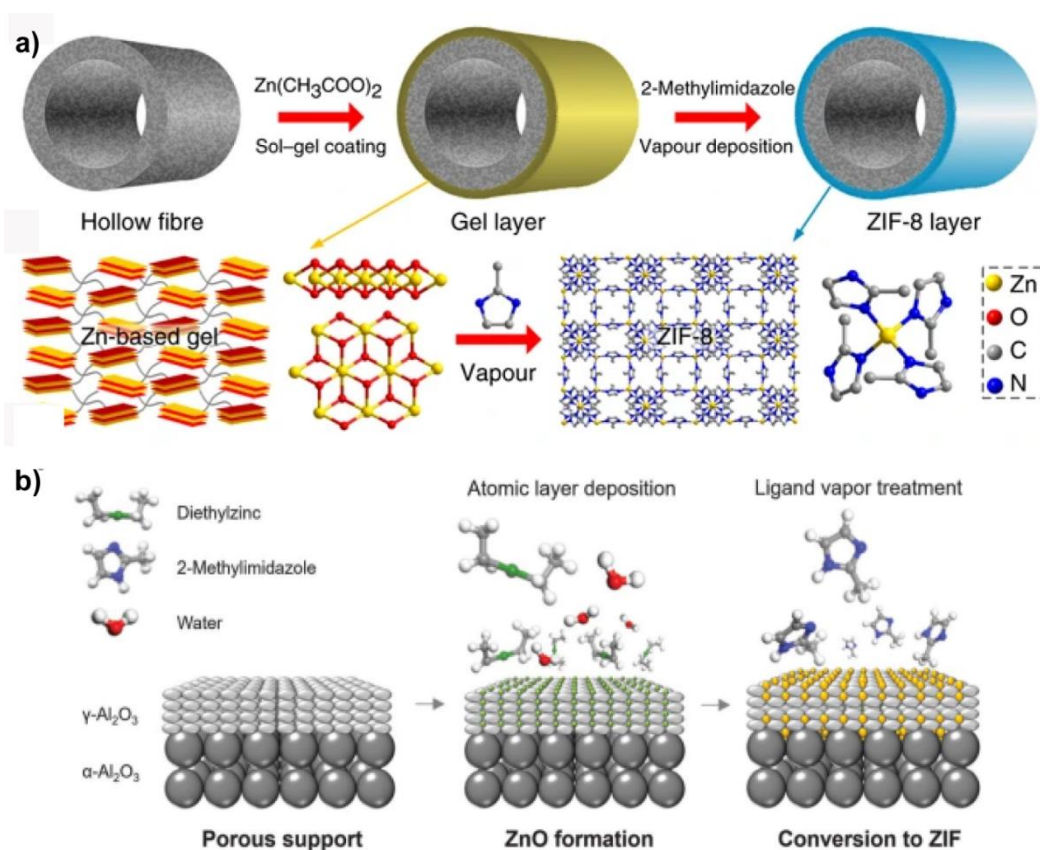 a)
Zn(CH3COO)2
Sol–gel coating
2-Methylimidazole
Vapour deposition
Hollow fibre
Gel layer
ZIF-8 layer
Zn-based gel
Vapour
ZIF-8
Zn
O
C
N
b)
Diethylzinc
2-Methylimidazole
Water
Atomic layer deposition
Ligand vapor treatment
γ-Al2O3
α-Al2O3
Porous support
ZnO formation
Conversion to ZIF